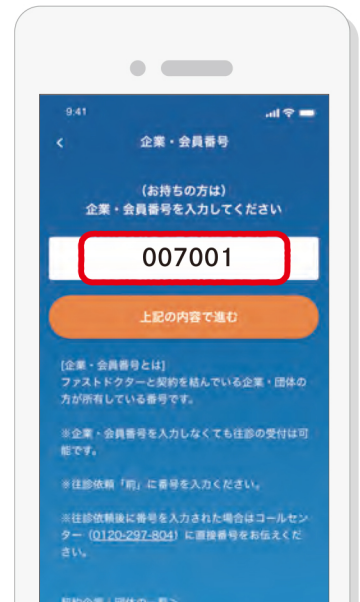 9:41
企業・会員番号
(お持ちの方は)
企業・会員番号を入力してください
007001
上記の内容で進む
[企業・会員番号とは]
ファストドクターと契約を結んでいる企業・団体の
方が所有している番号です。
※企業・会員番号を入力しなくても往診の受付は可
能です。
※往診依頼「前」に番号を入力ください。
※往診依頼後に番号を入力された場合はコールセン
ター（0120-297-804）に直接番号をお伝えくだ
さい。